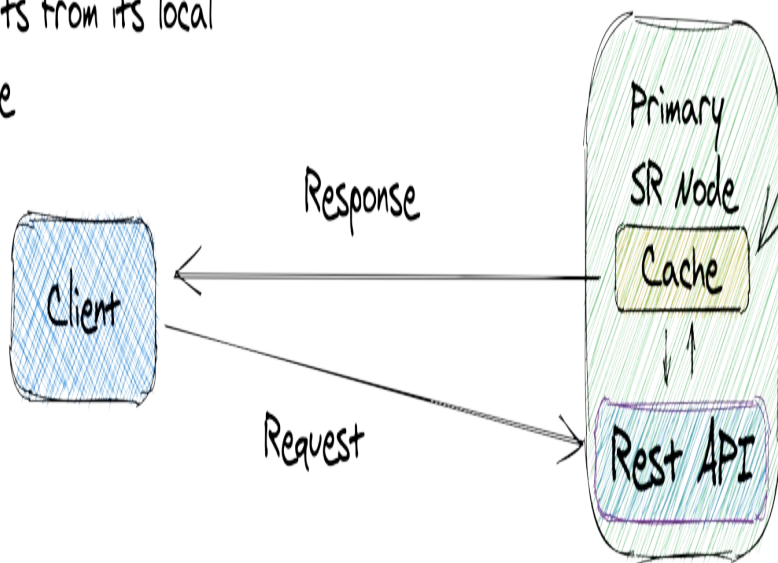 ts from its local
e
Primary
SR Node
Response
Cache
Client
Request
Rest API